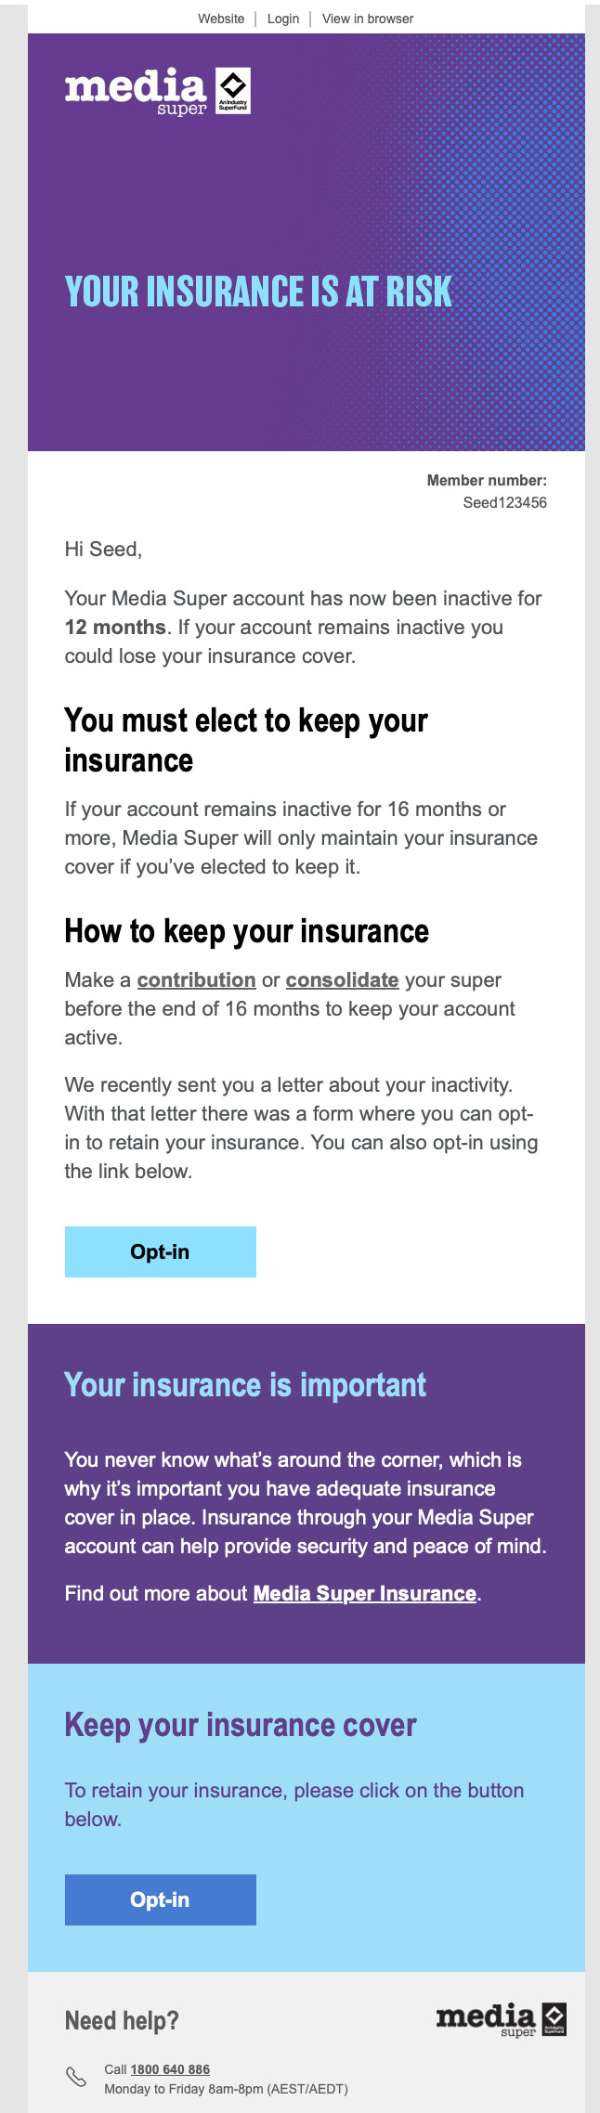 Website | Login | View in browser
media
super
An Industry
SuperFund
YOUR INSURANCE IS AT RISK
Member number:
Seed123456
Hi Seed,
Your Media Super account has now been inactive for
12 months. If your account remains inactive you
could lose your insurance cover.
You must elect to keep your
insurance
If your account remains inactive for 16 months or
more, Media Super will only maintain your insurance
cover if you’ve elected to keep it.
How to keep your insurance
Make a contribution or consolidate your super
before the end of 16 months to keep your account
active.
We recently sent you a letter about your inactivity.
With that letter there was a form where you can opt-
in to retain your insurance. You can also opt-in using
the link below.
Opt-in
Your insurance is important
You never know what’s around the corner, which is
why it’s important you have adequate insurance
cover in place. Insurance through your Media Super
account can help provide security and peace of mind.
Find out more about Media Super Insurance.
Keep your insurance cover
To retain your insurance, please click on the button
below.
Opt-in
Need help?
media
super
Call 1800 640 886
Monday to Friday 8am-8pm (AEST/AEDT)